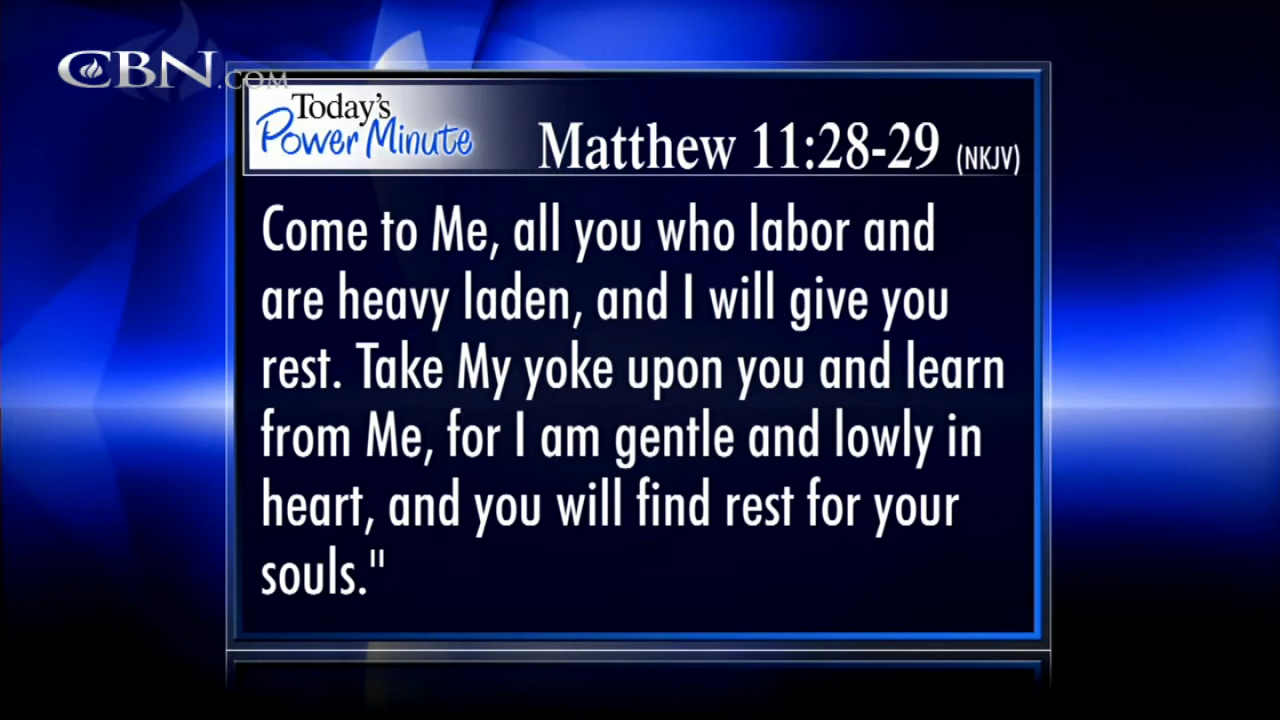 CBN.COM
Today's
Power Minute
Matthew 11:28-29 (NKJV)
Come to Me, all you who labor and
are heavy laden, and I will give you
rest. Take My yoke upon you and learn
from Me, for I am gentle and lowly in
heart, and you will find rest for your
souls."